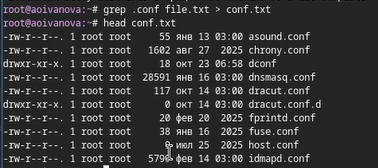 root@aoivanova:~# grep .conf file.txt > conf.txt
root@aoivanova:~# head conf.txt
-rw-r--r--. 1 root root 55 янв 13 03:00 asound.conf
-rw-r--r--. 1 root root 1602 авг 27 2025 chrony.conf
drwxr-xr-x. 1 root root 18 окт 23 06:58 dconf
-rw-r--r--. 1 root root 28591 янв 16 03:00 dnsmasq.conf
-rw-r--r--. 1 root root 117 окт 14 03:00 dracut.conf
drwxr-xr-x. 1 root root 0 окт 14 03:00 dracut.conf.d
-rw-r--r--. 1 root root 20 фев 20 2025 fprintd.conf
-rw-r--r--. 1 root root 38 янв 16 2025 fuse.conf
-rw-r--r--. 1 root root 9 июл 25 2025 host.conf
-rw-r--r--. 1 root root 5799 фев 14 03:00 idmapd.conf